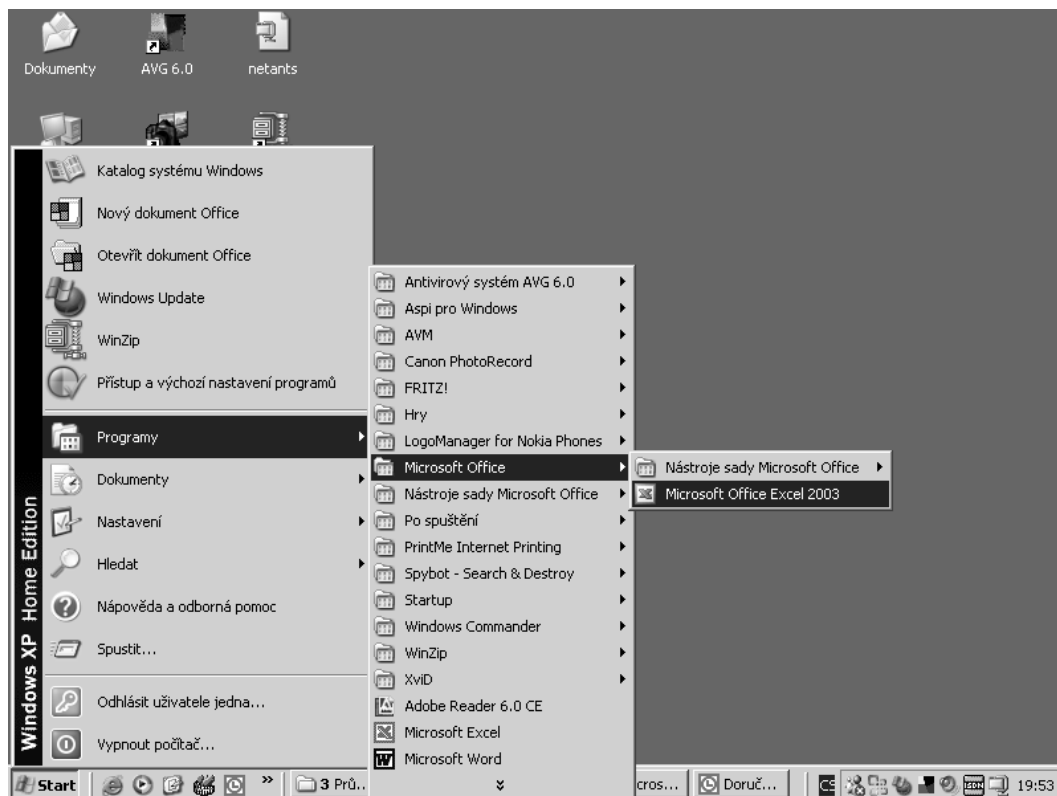 Dokumenty
AVG 6.0
netants
Katalog systému Windows
Nový dokument Office
Otevřít dokument Office
Windows Update
WinZip
Přístup a výchozí nastavení programů
Programy
Dokumenty
Nastavení
Hledat
Nápověda a odborná pomoc
Spustit...
Odhlásit uživatele jedna...
Vypnout počítač...
Windows XP Home Edition
Antivirový systém AVG 6.0
Aspi pro Windows
AVM
Canon PhotoRecord
FRITZ!
Hry
LogoManager for Nokia Phones
Microsoft Office
Nástroje sady Microsoft Office
Po spuštění
PrintMe Internet Printing
Spybot - Search & Destroy
Startup
Windows Commander
WinZip
XviD
Adobe Reader 6.0 CE
Microsoft Excel
Microsoft Word
Nástroje sady Microsoft Office
Microsoft Office Excel 2003
Start
»
3 Prů..
cros...
Doruč...
CS
ISDN
19:53